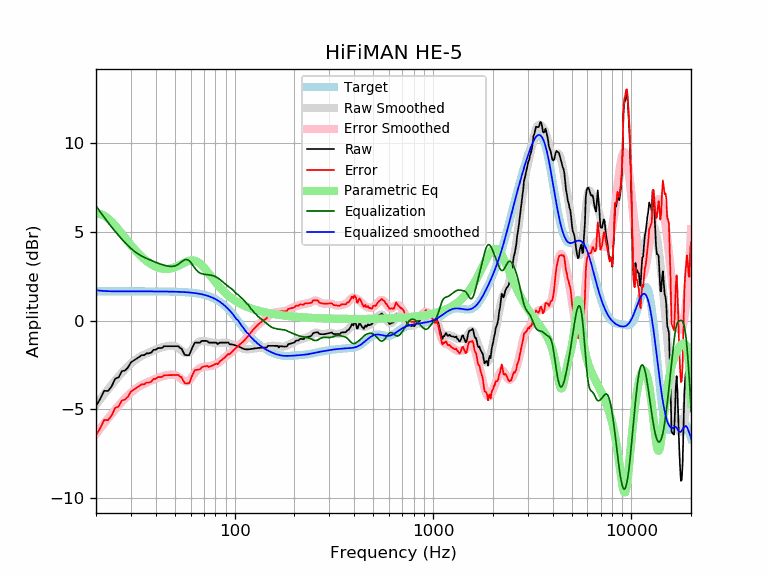 HiFiMAN HE-5
Target
Raw Smoothed
Error Smoothed
Raw
Error
Parametric Eq
Equalization
Equalized smoothed
Amplitude (dBr)
10
5
0
−5
−10
100
1000
10000
Frequency (Hz)